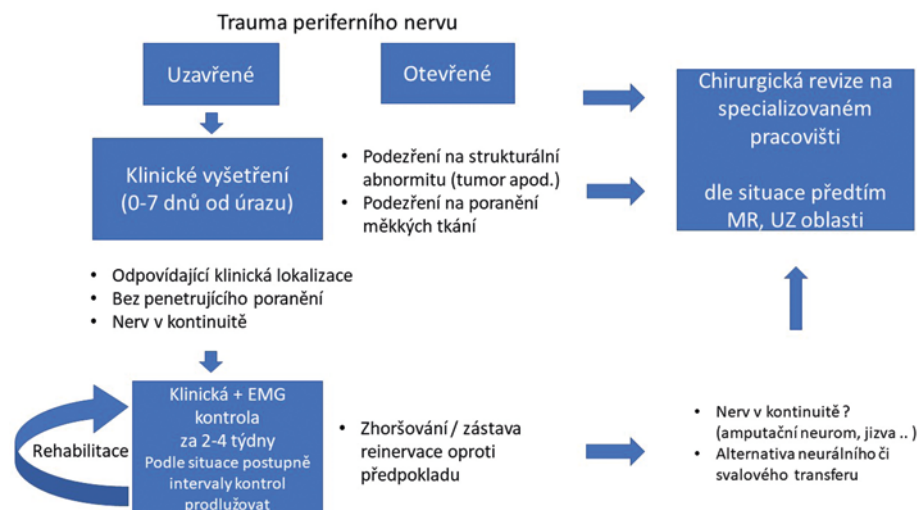 Trauma periferního nervu
Uzavřené
Otevřené
Chirurgická revize na
specializovaném
pracovišti
dle situace předtím
MR, UZ oblasti
Klinické vyšetření
(0-7 dnů od úrazu)
• Podezření na strukturální
abnormitu (tumor apod.)
• Podezření na poranění
měkkých tkání
• Odpovídající klinická lokalizace
• Bez penetrujícího poranění
• Nerv v kontinuitě
Rehabilitace
Klinická + EMG
kontrola
za 2-4 týdny
Podle situace postupně
intervaly kontrol
prodlužovat
• Zhoršování / zástava
reinervace oproti
předpokladu
• Nerv v kontinuitě ?
(amputační neurom, jizva .. )
• Alternativa neurálního či
svalového transferu